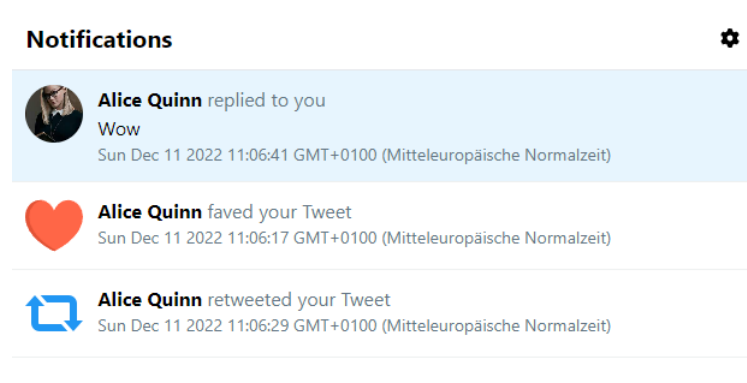 Notifications
Alice Quinn replied to you
Wow
Sun Dec 11 2022 11:06:41 GMT+0100 (Mitteleuropäische Normalzeit)
Alice Quinn faved your Tweet
Sun Dec 11 2022 11:06:17 GMT+0100 (Mitteleuropäische Normalzeit)
Alice Quinn retweeted your Tweet
Sun Dec 11 2022 11:06:29 GMT+0100 (Mitteleuropäische Normalzeit)